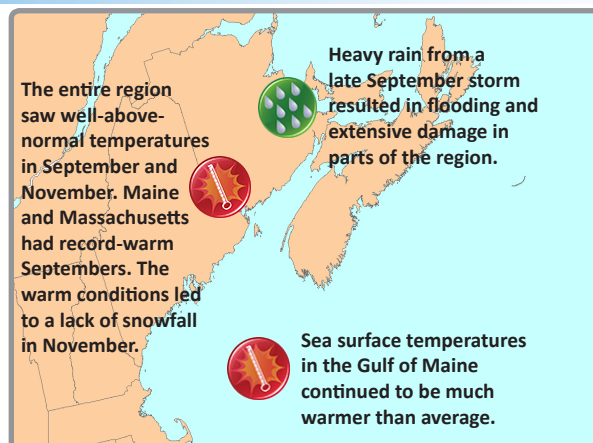 The entire region
saw well-above-
normal temperatures
in September and
November. Maine
and Massachusetts
had record-warm
Septembers. The
warm conditions led
to a lack of snowfall
in November.
Heavy rain from a
late September storm
resulted in flooding and
extensive damage in
parts of the region.
Sea surface temperatures
in the Gulf of Maine
continued to be much
warmer than average.